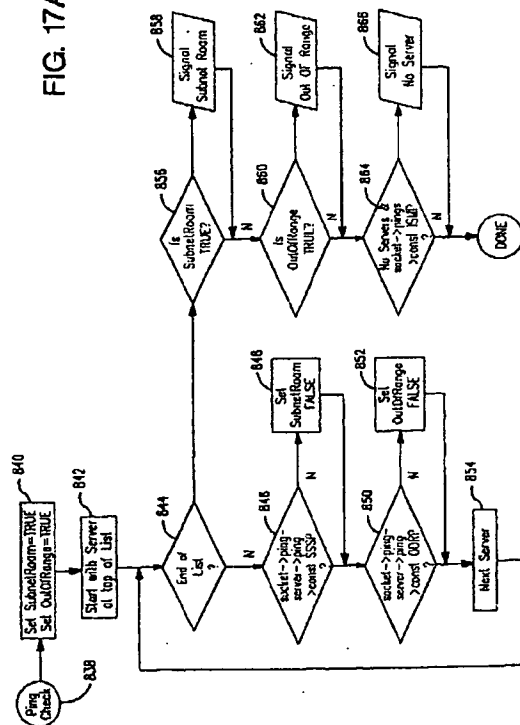 FIG. 17A
838
Ping
Check
840
Set SubnetRoam=TRUE
Set OutOfRange=TRUE
842
Start with Server
at top of List
844
End of
List
?
N
846
socket->ping-
server->ping
>const SSSP
?
N
848
Set
SubnetRoam
FALSE
850
socket->ping-
server->ping
>const OOR?
?
N
852
Set
OutOfRange
FALSE
854
Next Server
856
Is
SubnetRoam
TRUE?
N
858
Signal
Subnet Roam
860
Is
OutOfRange
TRUE?
N
862
Signal
Out Of Range
864
No Servers &
socket->pings
>const ISW?
?
N
866
Signal
No Server
DONE